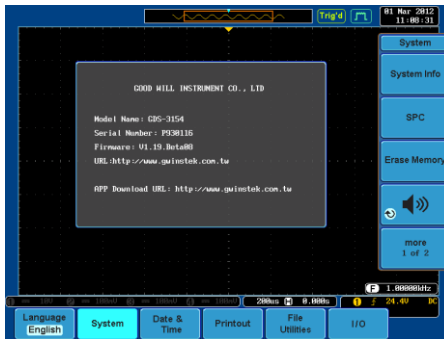 Trig'd
01 Mar 2012
11:08:31
System
System Info
GOOD WILL INSTRUMENT CO., LTD
Model Name: GDS-3154
Serial Number: P930116
Firmware: V1.19.Beta08
URL:http://www.gwinstek.com.tw
APP Download URL: http://www.gwinstek.com.tw
SPC
Erase Memory
more
1 of 2
F 1.00000kHz
200us H 0.000s
1 24.4V DC
Language
English
System
Date &
Time
Printout
File
Utilities
I/O